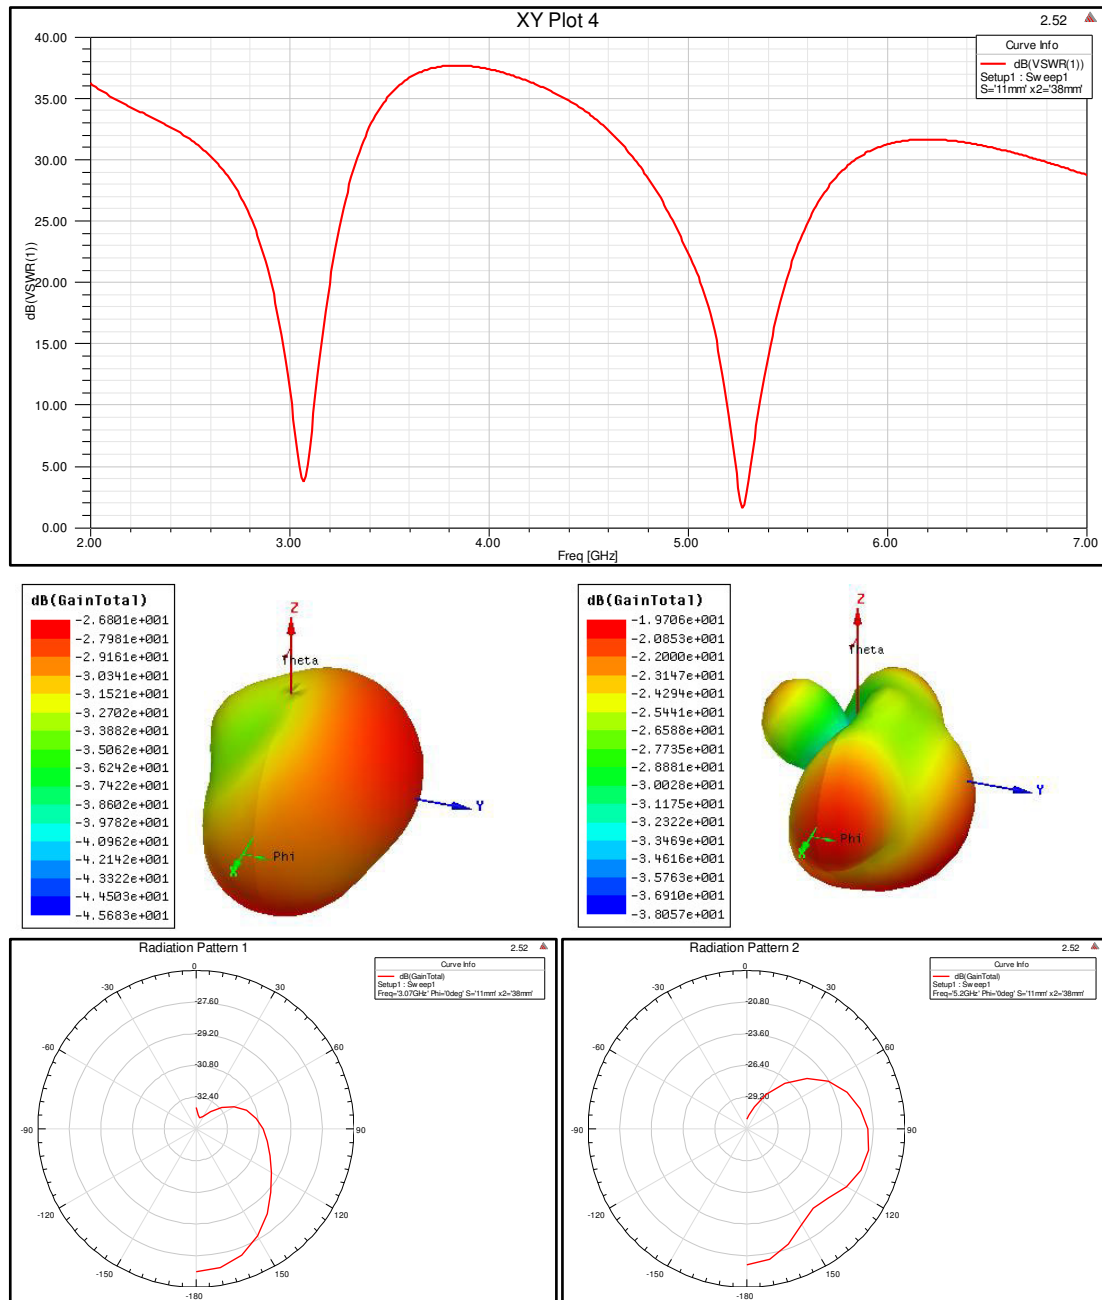 XY Plot 4
2.52
Curve Info
dB(VSWR(1))
Setup1 : Sweep1
S='11mm' x2='38mm'
40.00
35.00
30.00
25.00
20.00
15.00
10.00
5.00
0.00
dB(VSWR(1))
2.00 3.00 4.00 5.00 6.00 7.00
Freq [GHz]
dB(GainTotal)
-2.6801e+001
-2.7981e+001
-2.9161e+001
-3.0341e+001
-3.1521e+001
-3.2702e+001
-3.3882e+001
-3.5062e+001
-3.6242e+001
-3.7422e+001
-3.8602e+001
-3.9782e+001
-4.0962e+001
-4.2142e+001
-4.3322e+001
-4.4503e+001
-4.5683e+001
Z
Theta
Y
Phi
X
dB(GainTotal)
-1.9706e+001
-2.0853e+001
-2.2000e+001
-2.3147e+001
-2.4294e+001
-2.5441e+001
-2.6588e+001
-2.7735e+001
-2.8881e+001
-3.0028e+001
-3.1175e+001
-3.2322e+001
-3.3469e+001
-3.4616e+001
-3.5763e+001
-3.6910e+001
-3.8057e+001
Z
Theta
Y
Phi
X
Radiation Pattern 1
2.52
Curve Info
dB(GainTotal)
Setup1 : Sweep1
Freq='3.07GHz' Phi='0deg' S='11mm' x2='38mm'
0
-30 30
-27.60
-29.20
-60 60
-30.80
-32.40
-90 90
-120 120
-150 150
-180
Radiation Pattern 2
2.52
Curve Info
dB(GainTotal)
Setup1 : Sweep1
Freq='5.2GHz' Phi='0deg' S='11mm' x2='38mm'
0
-30 30
-20.80
-23.60
-60 60
-26.40
-29.20
-90 90
-120 120
-150 150
-180